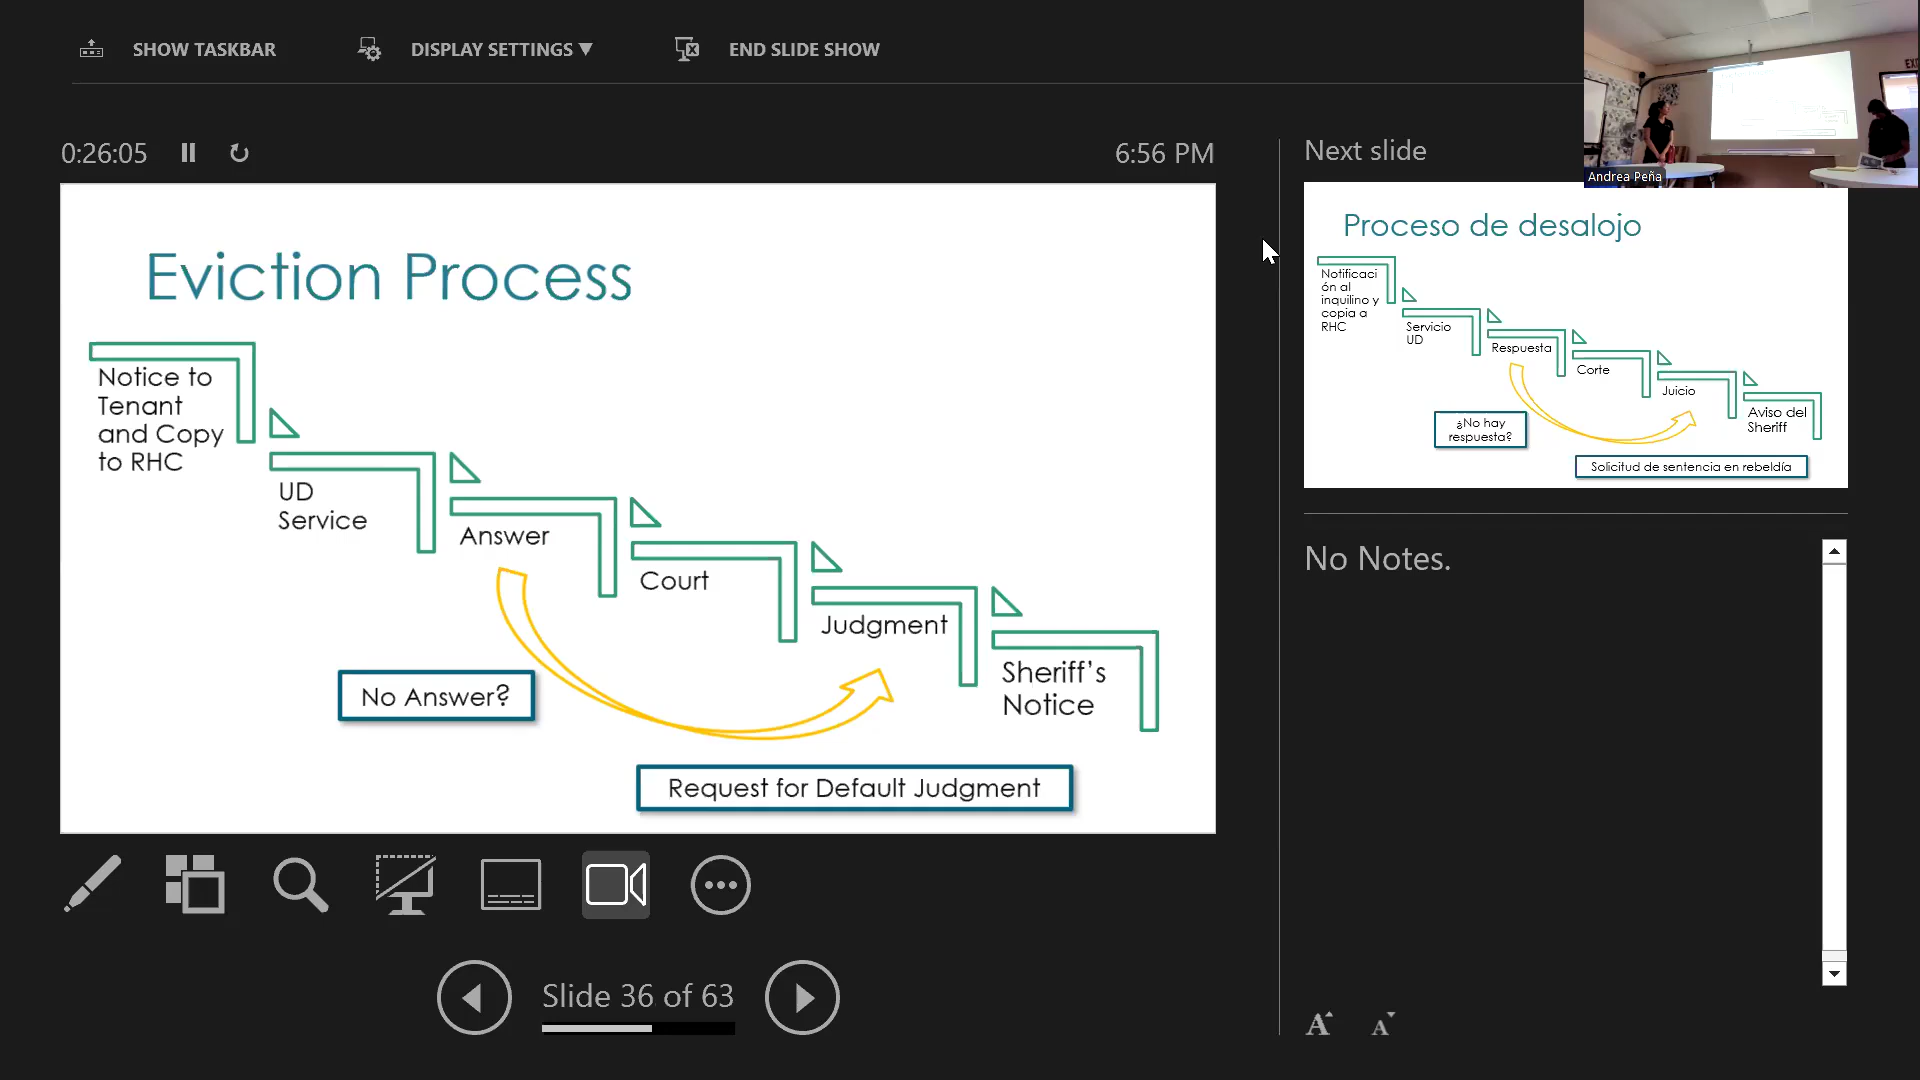 SHOW TASKBAR
DISPLAY SETTINGS ▼
END SLIDE SHOW
0:26:05
6:56 PM
Eviction Process
Notice to
Tenant
and Copy
to RHC
UD
Service
Answer
Court
Judgment
Sheriff's
Notice
No Answer?
Request for Default Judgment
Slide 36 of 63
Next slide
Andrea Peña
Proceso de desalojo
Notificaci
ón al
inquilino y
copia a
RHC
Servicio
UD
Respuesta
Corte
Juicio
Aviso del
Sheriff
¿No hay
respuesta?
Solicitud de sentencia en rebeldía
No Notes.
A
A